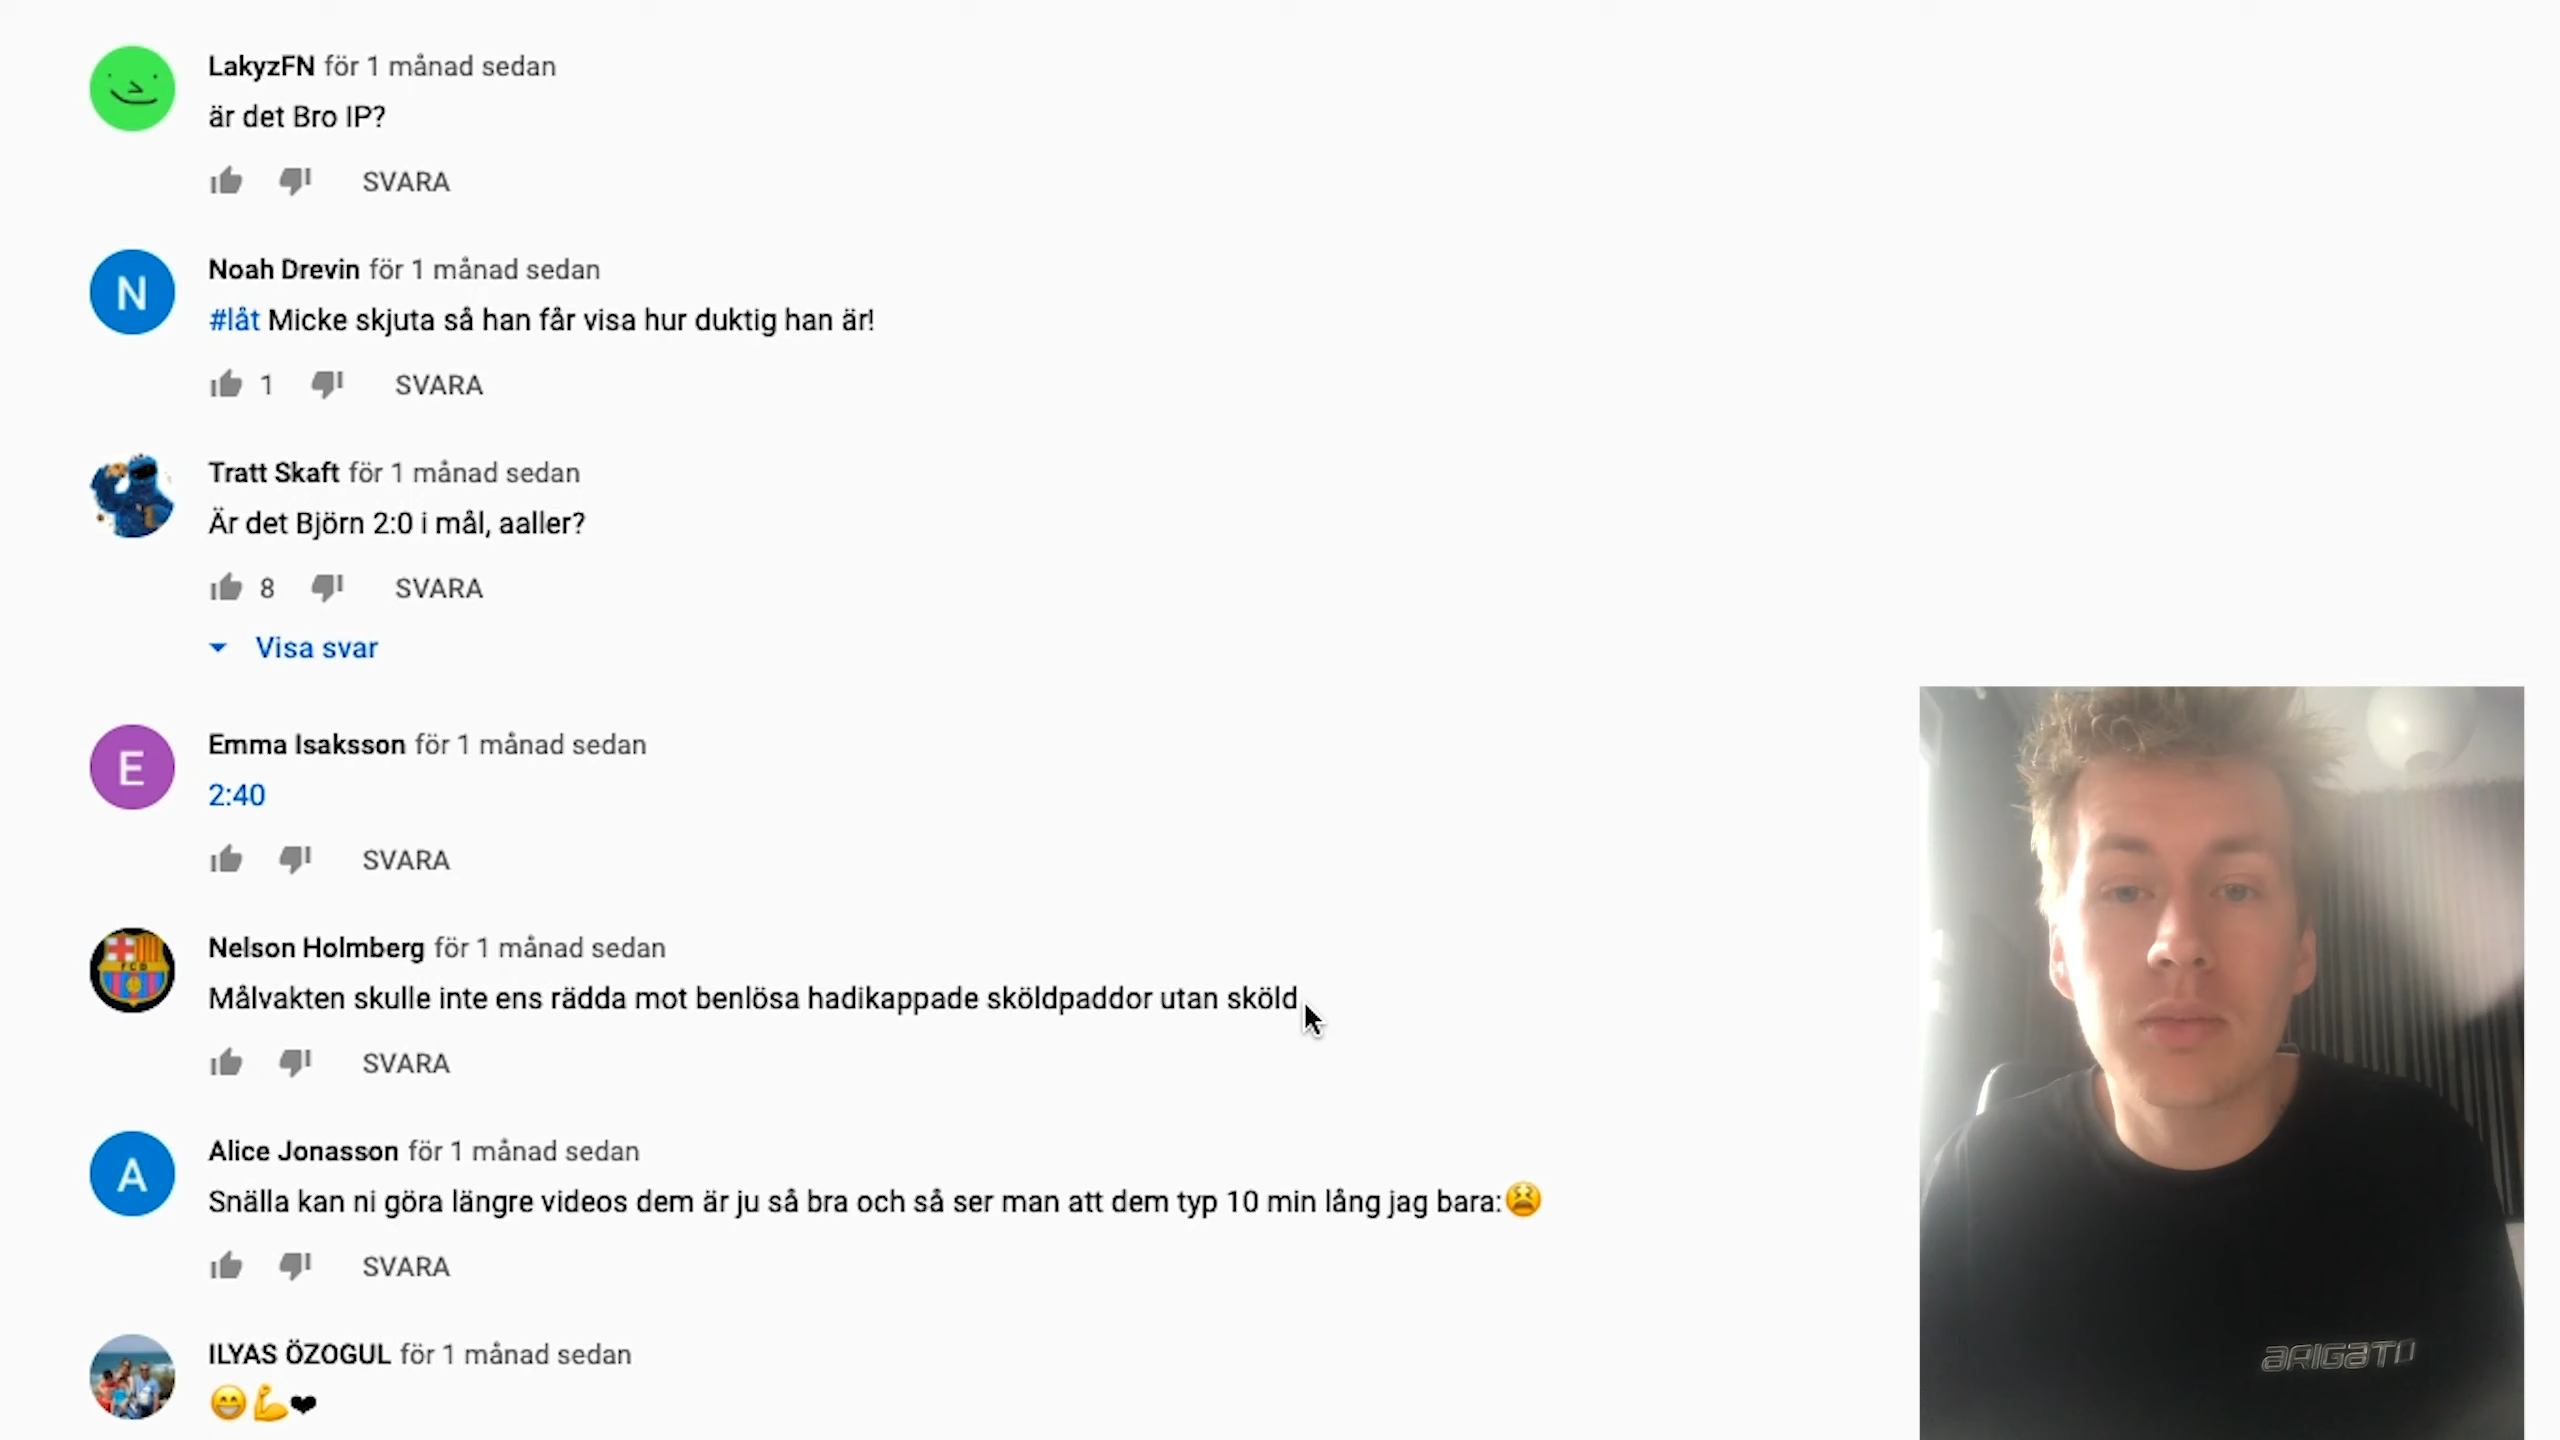 LakyzFN för 1 månad sedan
är det Bro IP?
SVARA
N
Noah Drevin för 1 månad sedan
#låt Micke skjuta så han får visa hur duktig han är!
1 SVARA
Tratt Skaft för 1 månad sedan
Är det Björn 2:0 i mål, aaller?
8 SVARA
Visa svar
E
Emma Isaksson för 1 månad sedan
2:40
SVARA
FCB
Nelson Holmberg för 1 månad sedan
Målvakten skulle inte ens rädda mot benlösa hadikappade sköldpaddor utan sköld
SVARA
A
Alice Jonasson för 1 månad sedan
Snälla kan ni göra längre videos dem är ju så bra och så ser man att dem typ 10 min lång jag bara:😫
SVARA
ILYAS ÖZOGUL för 1 månad sedan
😁💪❤
ARIGATO